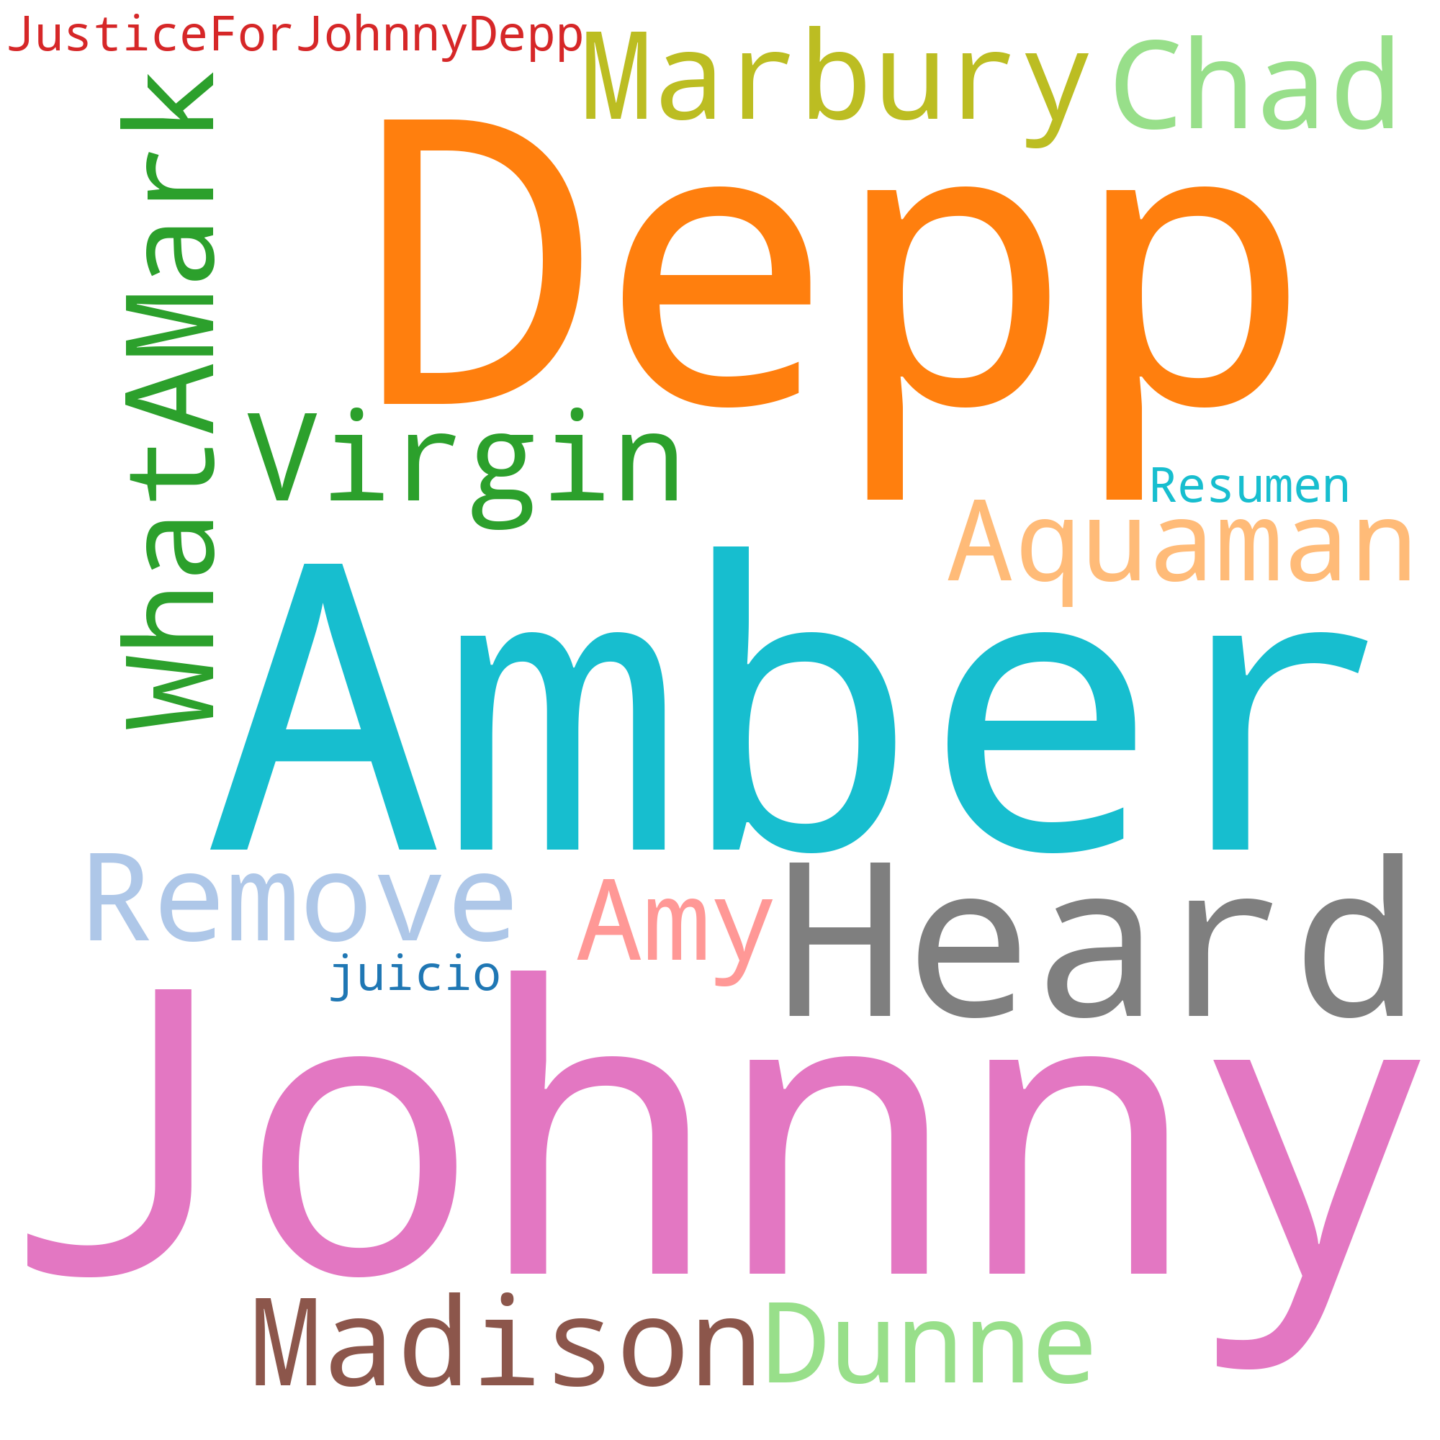 JusticeForJohnnyDepp
Marbury
Chad
WhatAMark
Depp
Virgin
Resumen
Aquaman
Amber
Remove
Amy
Heard
juicio
Johnny
Madison
Dunne